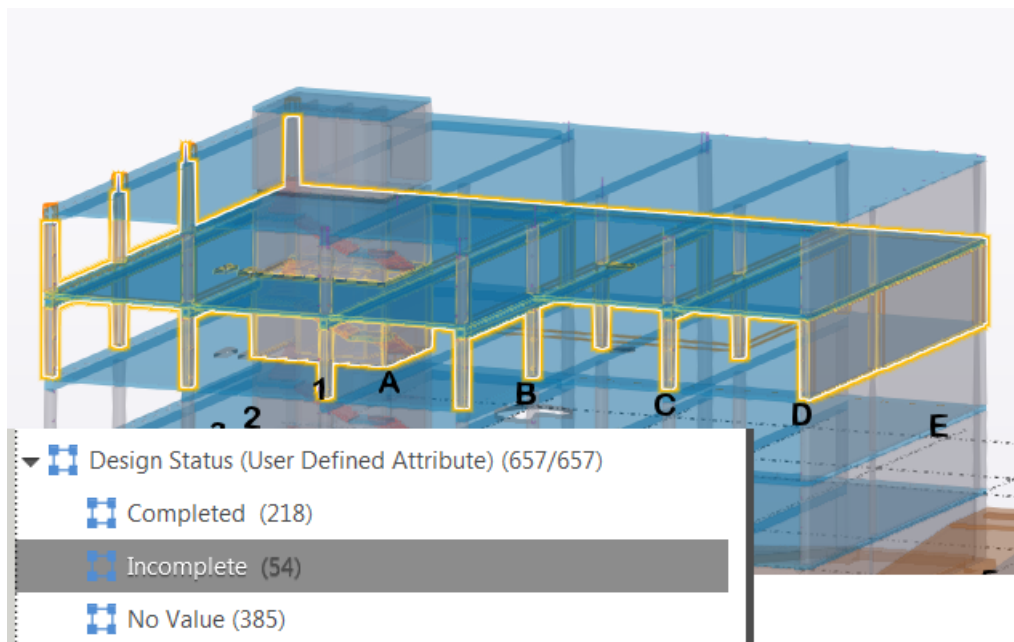 1
A
B
C
D
E
2
Design Status (User Defined Attribute) (657/657)
Completed (218)
Incomplete (54)
No Value (385)